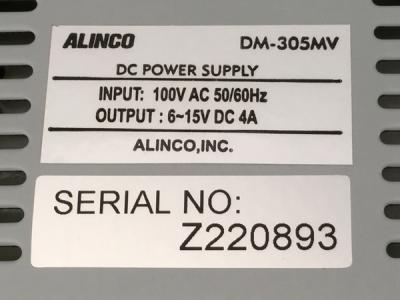 ALINCO DM-305MV
DC POWER SUPPLY
INPUT: 100V AC 50/60Hz
OUTPUT : 6~15V DC 4A
ALINCO,INC.
SERIAL NO:
Z220893